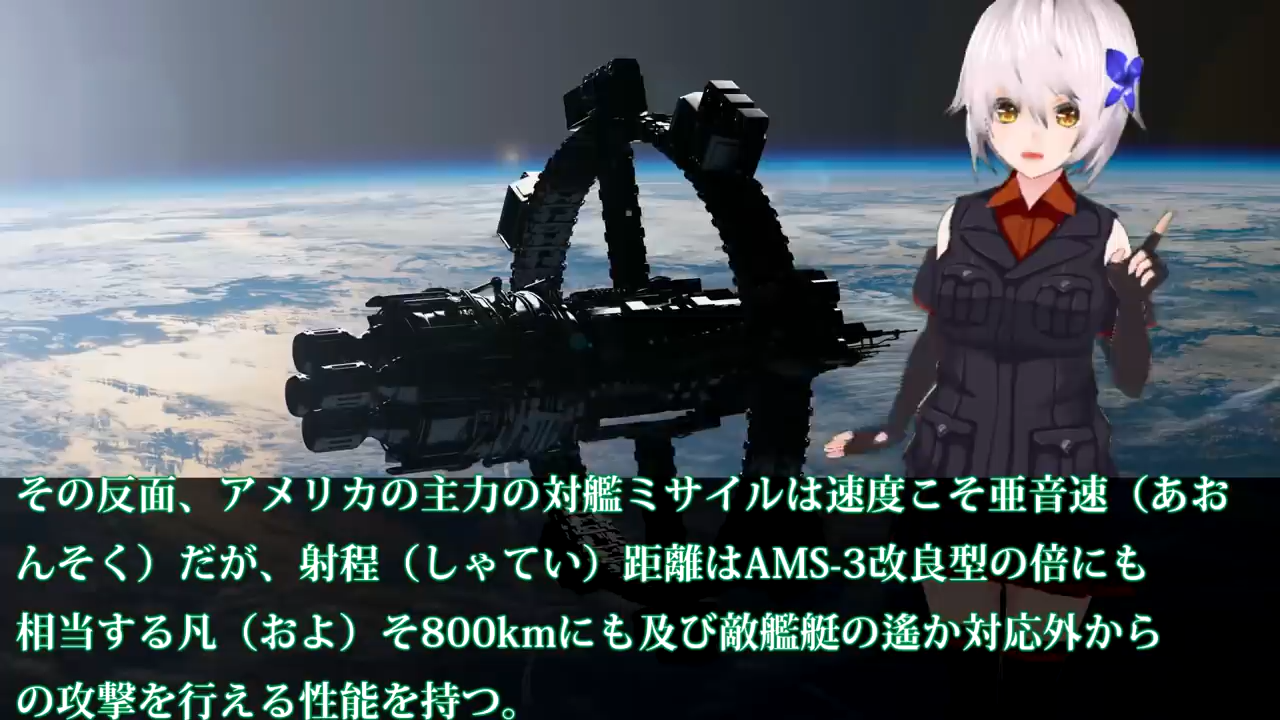 その反面、アメリカの主力の対艦ミサイルは速度こそ亜音速（あお
んそく）だが、射程（しゃてい）距離はAMS-3改良型の倍にも
相当する凡（およ）そ800kmにも及び敵艦艇の遙か対応外から
の攻撃を行える性能を持つ。